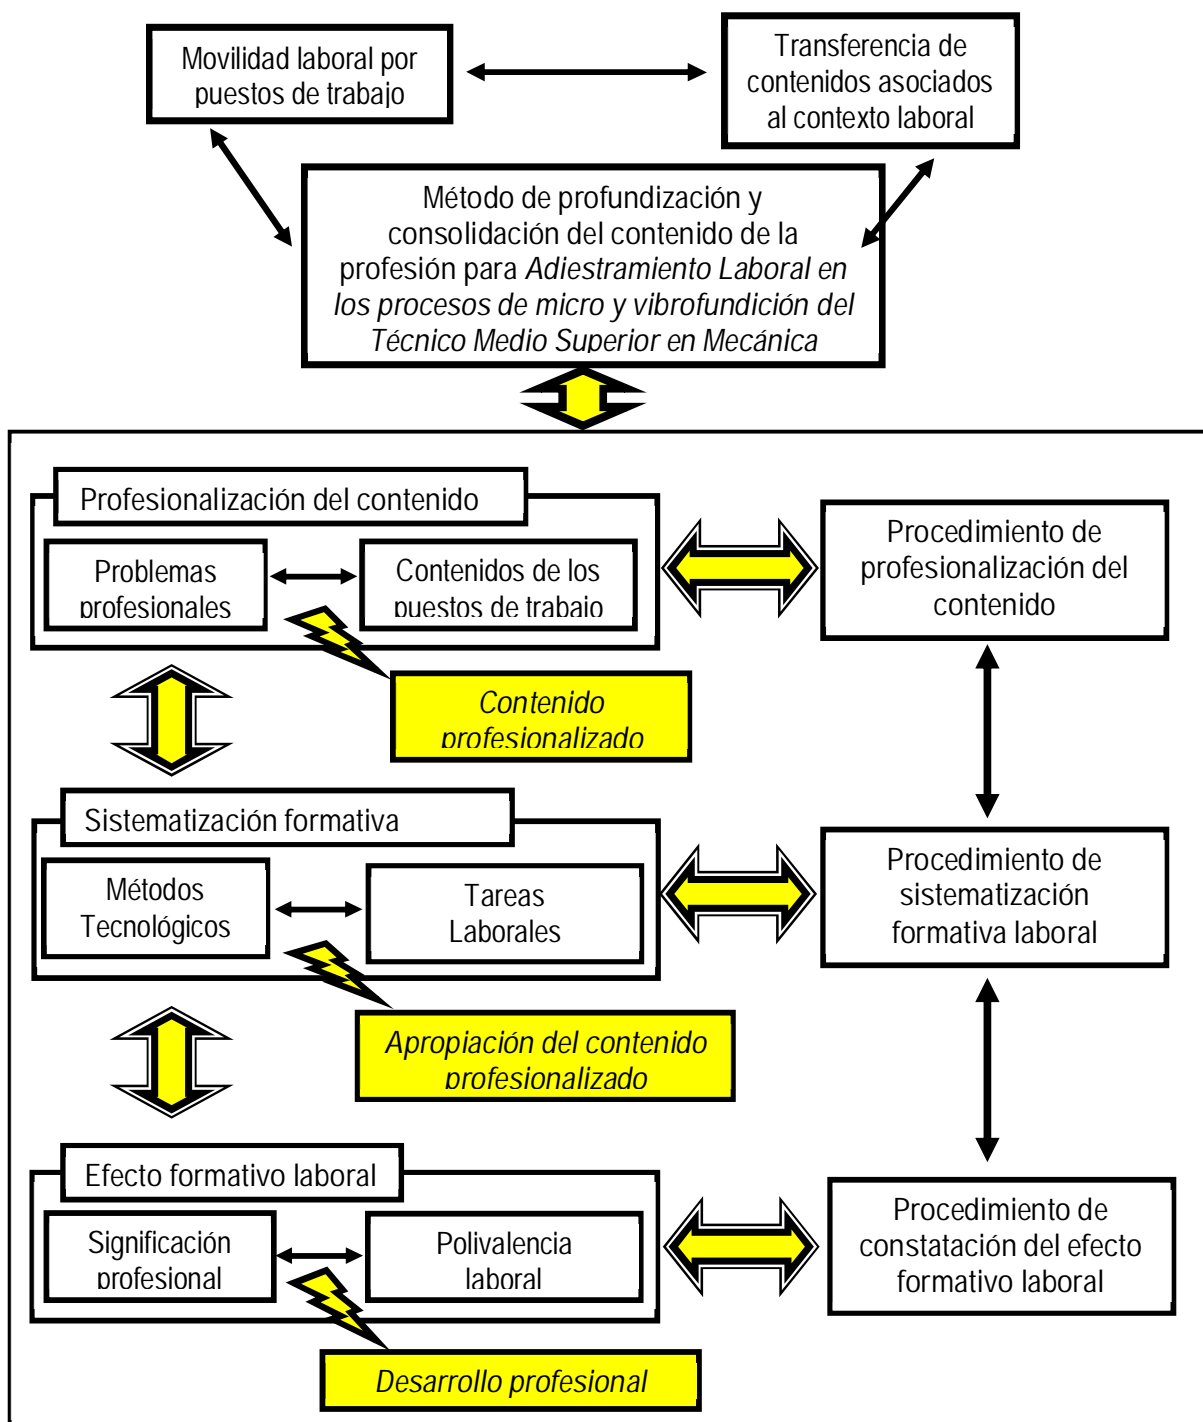 Movilidad laboral por
puestos de trabajo
Transferencia de
contenidos asociados
al contexto laboral
Método de profundización y
consolidación del contenido de la
profesión para Adiestramiento Laboral en
los procesos de micro y vibrofundición del
Técnico Medio Superior en Mecánica
Profesionalización del contenido
Problemas
profesionales
Contenidos de los
puestos de trabajo
Contenido
profesionalizado
Procedimiento de
profesionalización del
contenido
Sistematización formativa
Métodos
Tecnológicos
Tareas
Laborales
Apropiación del contenido
profesionalizado
Procedimiento de
sistematización
formativa laboral
Efecto formativo laboral
Significación
profesional
Polivalencia
laboral
Desarrollo profesional
Procedimiento de
constatación del efecto
formativo laboral